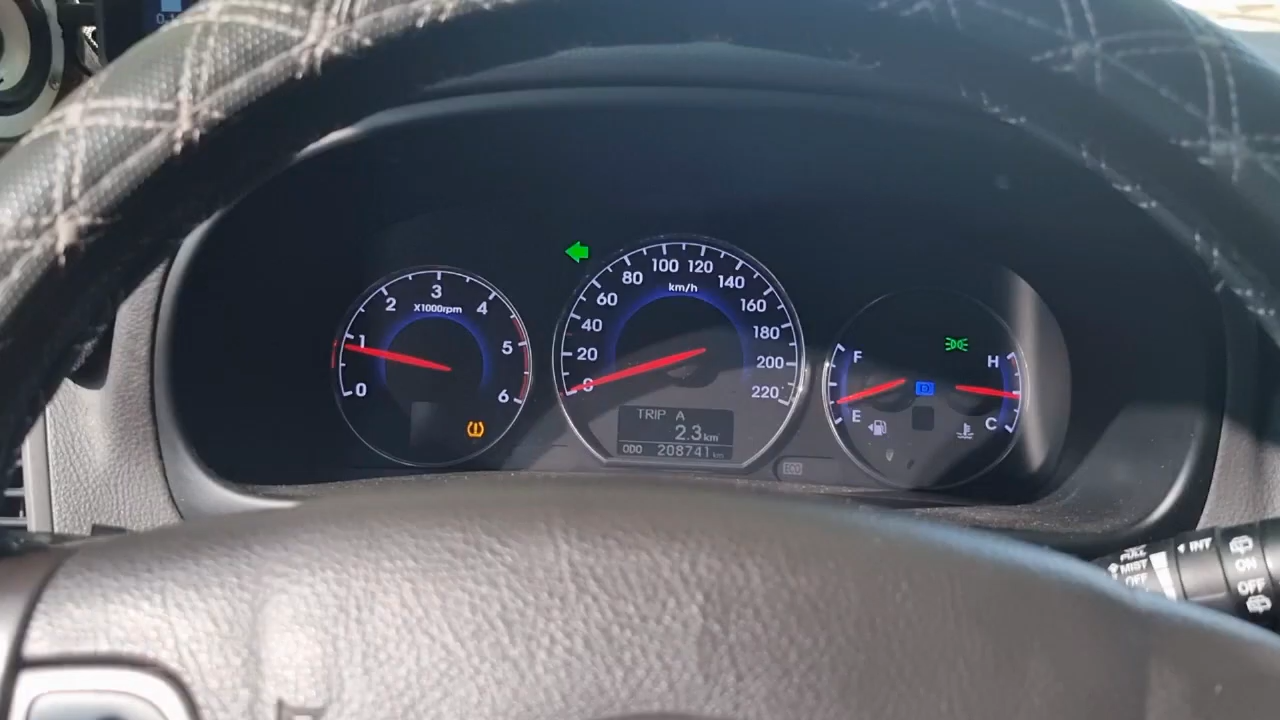 0
1
2
3
4
5
6
X1000rpm
0
20
40
60
80
100
120
140
160
180
200
220
km/h
TRIP A
2.3 km
ODO 208741 km
ECO
F
E
D
H
C
INT
ON
OFF
PULL
MIST
OFF